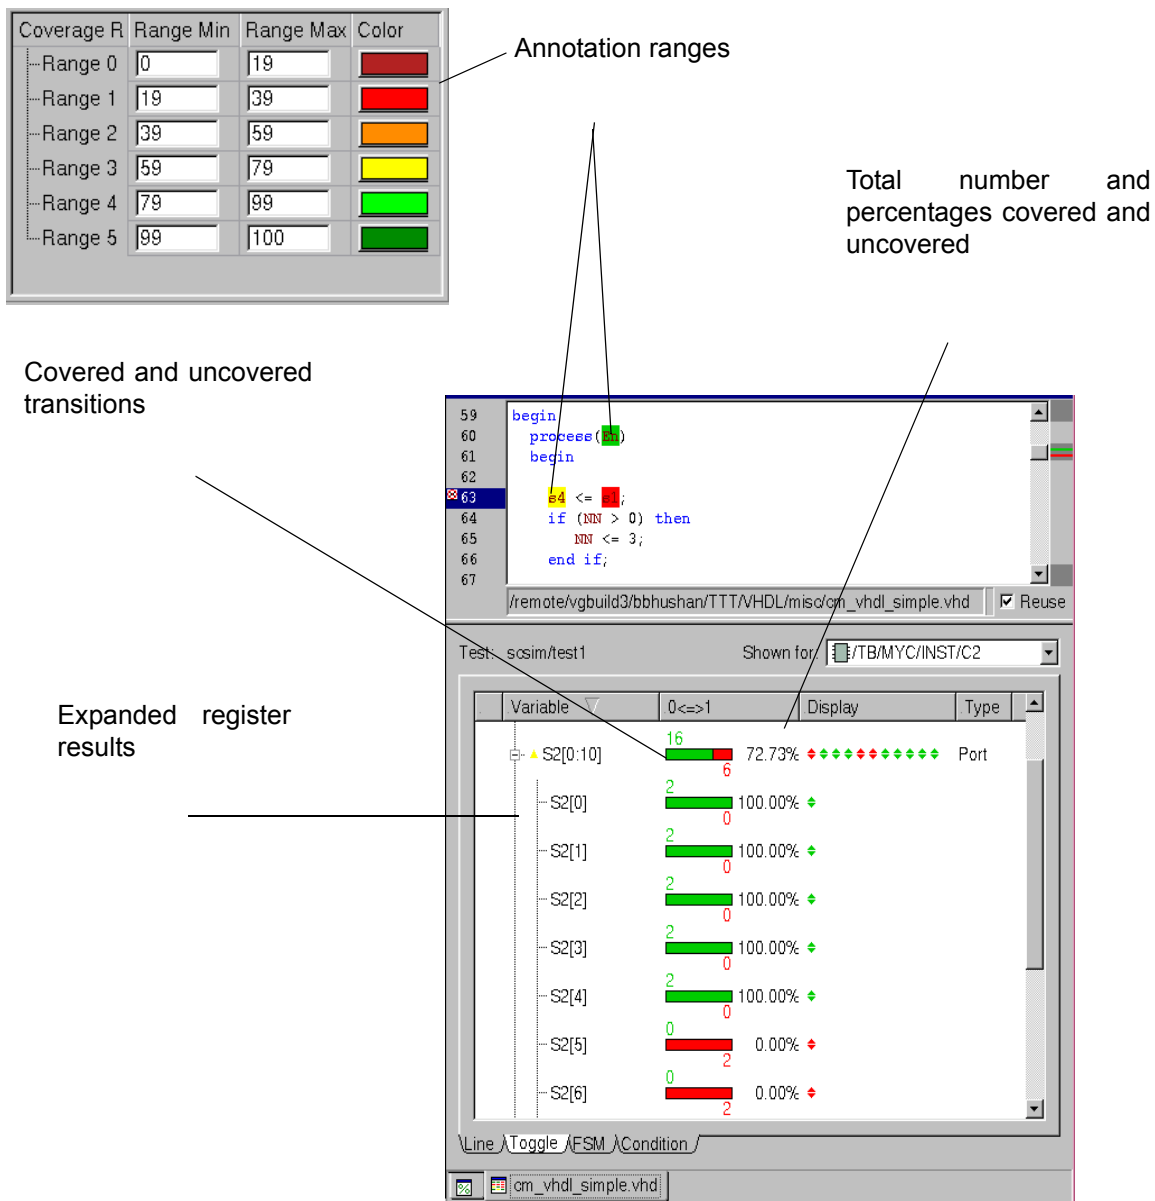 Coverage R Range Min Range Max Color
Range 0 0 19
Range 1 19 39
Range 2 39 59
Range 3 59 79
Range 4 79 99
Range 5 99 100
Annotation ranges
Total number and
percentages covered and
uncovered
Covered and uncovered
transitions
59 begin
60 process(En)
61 begin
62
63 s4 <= s1;
64 if (NN > 0) then
65 NN <= 3;
66 end if;
67
/remote/vgbuild3/bbhushan/TTT/VHDL/misc/cm_vhdl_simple.vhd Reuse
Test: scsim/test1 Shown for: /TB/MYC/INST/C2
Expanded register
results
Variable 0<=>1 Display Type
16
S2[0:10] 72.73% Port
6
2
S2[0] 100.00%
0
2
S2[1] 100.00%
0
2
S2[2] 100.00%
0
2
S2[3] 100.00%
0
2
S2[4] 100.00%
0
0
S2[5] 0.00%
2
0
S2[6] 0.00%
2
Line Toggle FSM Condition
% cm_vhdl_simple.vhd